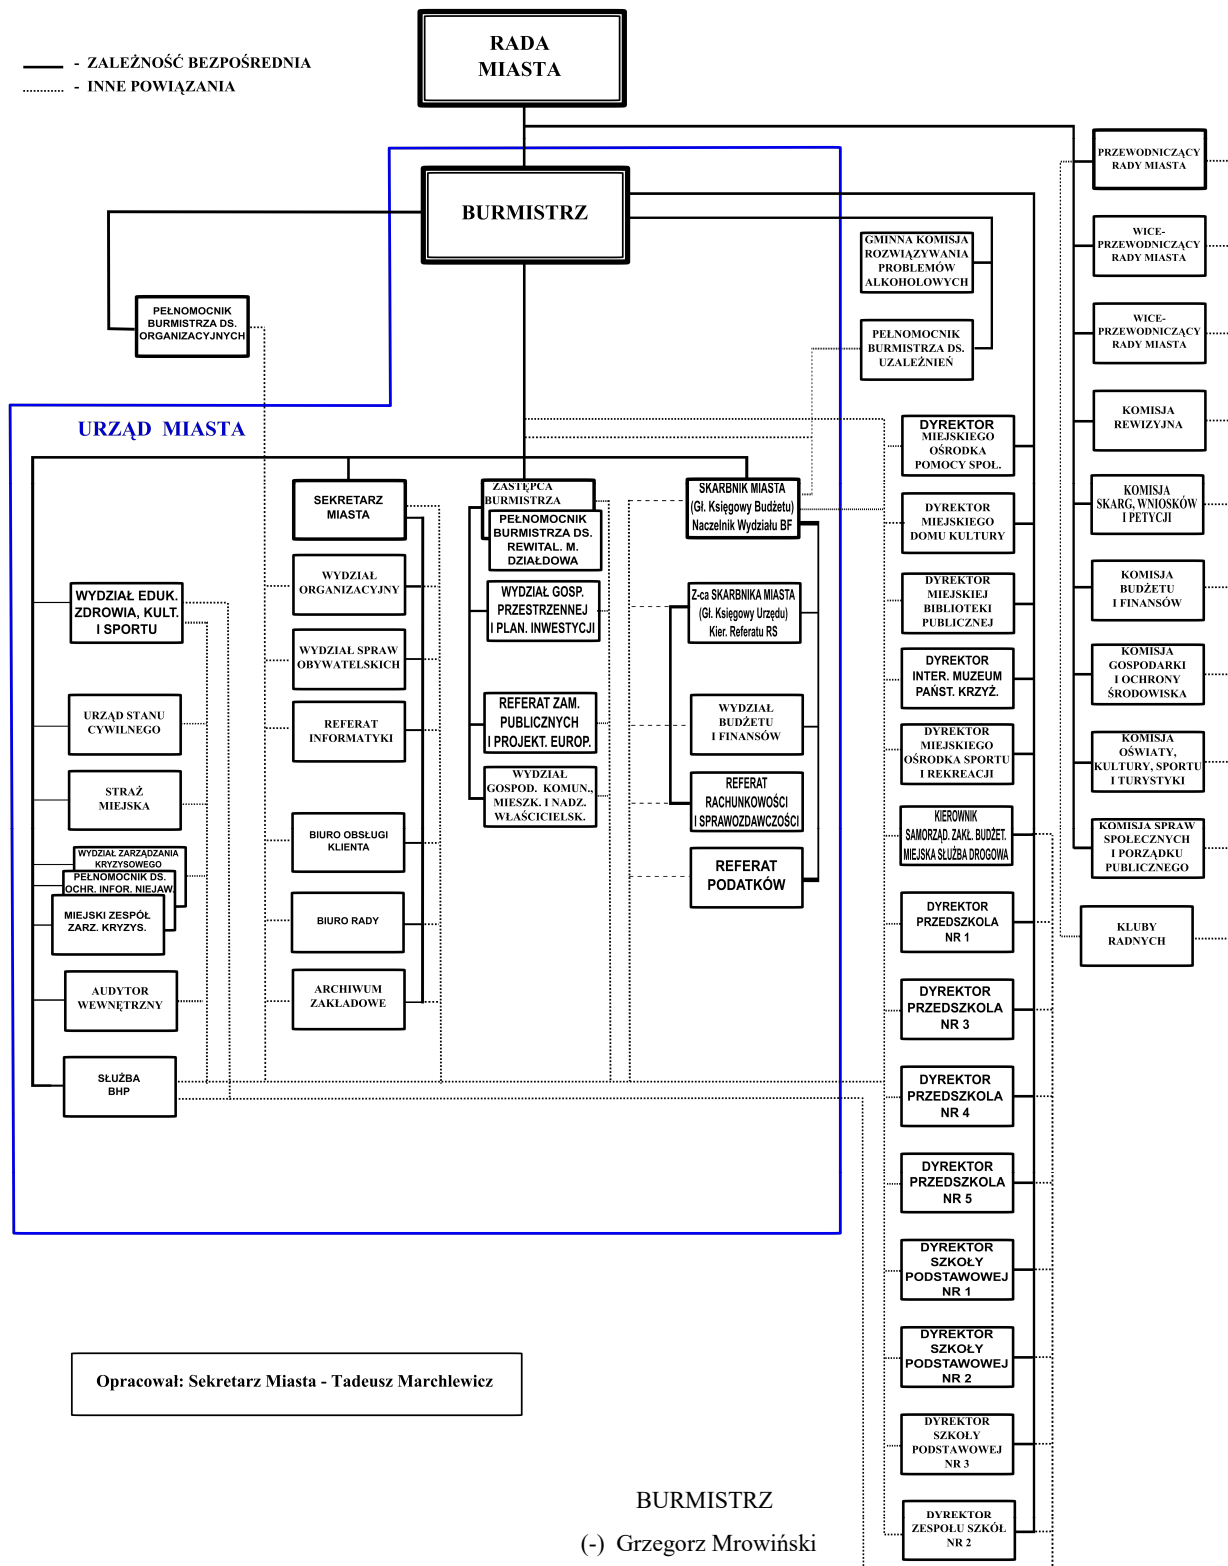 RADA
MIASTA
- ZALEŻNOŚĆ BEZPOŚREDNIA
- INNE POWIĄZANIA
BURMISTRZ
PRZEWODNICZĄCY
RADY MIASTA
WICE-
PRZEWODNICZĄCY
RADY MIASTA
WICE-
PRZEWODNICZĄCY
RADY MIASTA
KOMISJA
REWIZYJNA
KOMISJA
SKARG, WNIOSKÓW
I PETYCJI
KOMISJA
BUDŻETU
I FINANSÓW
KOMISJA
GOSPODARKI
I OCHRONY
ŚRODOWISKA
KOMISJA
OŚWIATY,
KULTURY, SPORTU
I TURYSTYKI
KOMISJA SPRAW
SPOŁECZNYCH
I PORZĄDKU
PUBLICZNEGO
KLUBY
RADNYCH
GMINNA KOMISJA
ROZWIĄZYWANIA
PROBLEMÓW
ALKOHOLOWYCH
PEŁNOMOCNIK
BURMISTRZA DS.
UZALEŻNIEŃ
PEŁNOMOCNIK
BURMISTRZA DS.
ORGANIZACYJNYCH
URZĄD MIASTA
WYDZIAŁ EDUK.
ZDROWIA, KULT.
I SPORTU
URZĄD STANU
CYWILNEGO
STRAŻ
MIEJSKA
WYDZIAŁ ZARZĄDZANIA
KRYZYSOWEGO
PEŁNOMOCNIK DS.
OCHR. INFOR. NIEJAW.
MIEJSKI ZESPÓŁ
ZARZ. KRYZYS.
AUDYTOR
WEWNĘTRZNY
SŁUŻBA
BHP
SEKRETARZ
MIASTA
WYDZIAŁ
ORGANIZACYJNY
WYDZIAŁ SPRAW
OBYWATELSKICH
REFERAT
INFORMATYKI
BIURO OBSŁUGI
KLIENTA
BIURO RADY
ARCHIWUM
ZAKŁADOWE
ZASTĘPCA
BURMISTRZA
PEŁNOMOCNIK
BURMISTRZA DS.
REWITAL. M.
DZIAŁDOWA
WYDZIAŁ GOSP.
PRZESTRZENNEJ
I PLAN. INWESTYCJI
REFERAT ZAM.
PUBLICZNYCH
I PROJEKT. EUROP.
WYDZIAŁ
GOSPOD. KOMUN.,
MIESZK. I NADZ.
WŁAŚCICIELSK.
SKARBNIK MIASTA
(Gł. Księgowy Budżetu)
Naczelnik Wydziału BF
Z-ca SKARBNIKA MIASTA
(Gł. Księgowy Urzędu)
Kier. Referatu RS
WYDZIAŁ
BUDŻETU
I FINANSÓW
REFERAT
RACHUNKOWOŚCI
I SPRAWOZDAWCZOŚCI
REFERAT
PODATKÓW
DYREKTOR
MIEJSKIEGO
OŚRODKA
POMOCY SPOŁ.
DYREKTOR
MIEJSKIEGO
DOMU KULTURY
DYREKTOR
MIEJSKIEJ
BIBLIOTEKI
PUBLICZNEJ
DYREKTOR
INTER. MUZEUM
PAŃST. KRZYŻ.
DYREKTOR
MIEJSKIEGO
OŚRODKA SPORTU
I REKREACJI
KIEROWNIK
SAMORZĄD. ZAKŁ. BUDŻET.
MIEJSKA SŁUŻBA DROGOWA
DYREKTOR
PRZEDSZKOLA
NR 1
DYREKTOR
PRZEDSZKOLA
NR 3
DYREKTOR
PRZEDSZKOLA
NR 4
DYREKTOR
PRZEDSZKOLA
NR 5
DYREKTOR
SZKOŁY
PODSTAWOWEJ
NR 1
DYREKTOR
SZKOŁY
PODSTAWOWEJ
NR 2
DYREKTOR
SZKOŁY
PODSTAWOWEJ
NR 3
DYREKTOR
ZESPOŁU SZKÓŁ
NR 2
Opracował: Sekretarz Miasta - Tadeusz Marchlewicz
BURMISTRZ
(-) Grzegorz Mrowiński